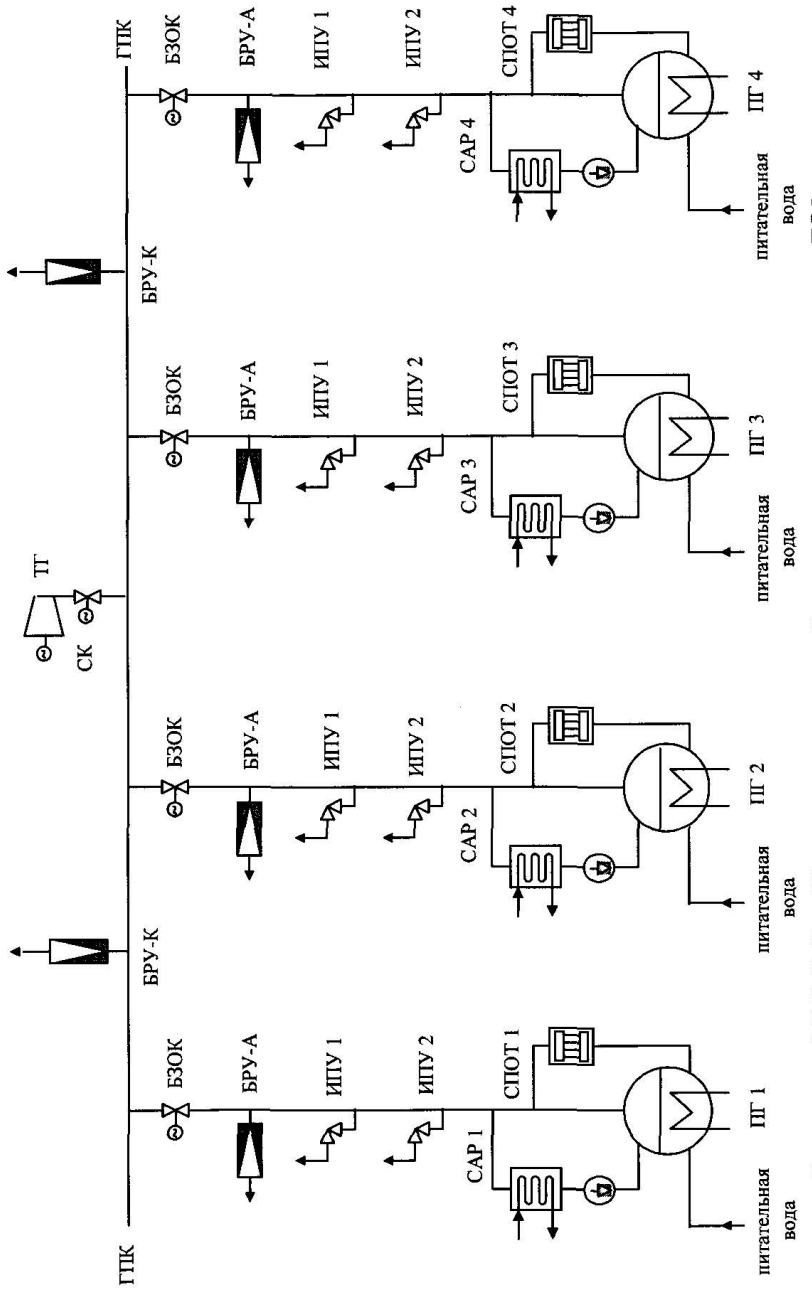 ТГ
СК
ГПК
БРУ-К
БРУ-К
ГПК
БЗОК
БЗОК
БЗОК
БЗОК
БРУ-А
БРУ-А
БРУ-А
БРУ-А
ИПУ 1
ИПУ 1
ИПУ 1
ИПУ 1
ИПУ 2
ИПУ 2
ИПУ 2
ИПУ 2
САР 1
СПОТ 1
САР 2
СПОТ 2
САР 3
СПОТ 3
САР 4
СПОТ 4
питательная
вода
ПГ 1
питательная
вода
ПГ 2
питательная
вода
ПГ 3
питательная
вода
ПГ 4